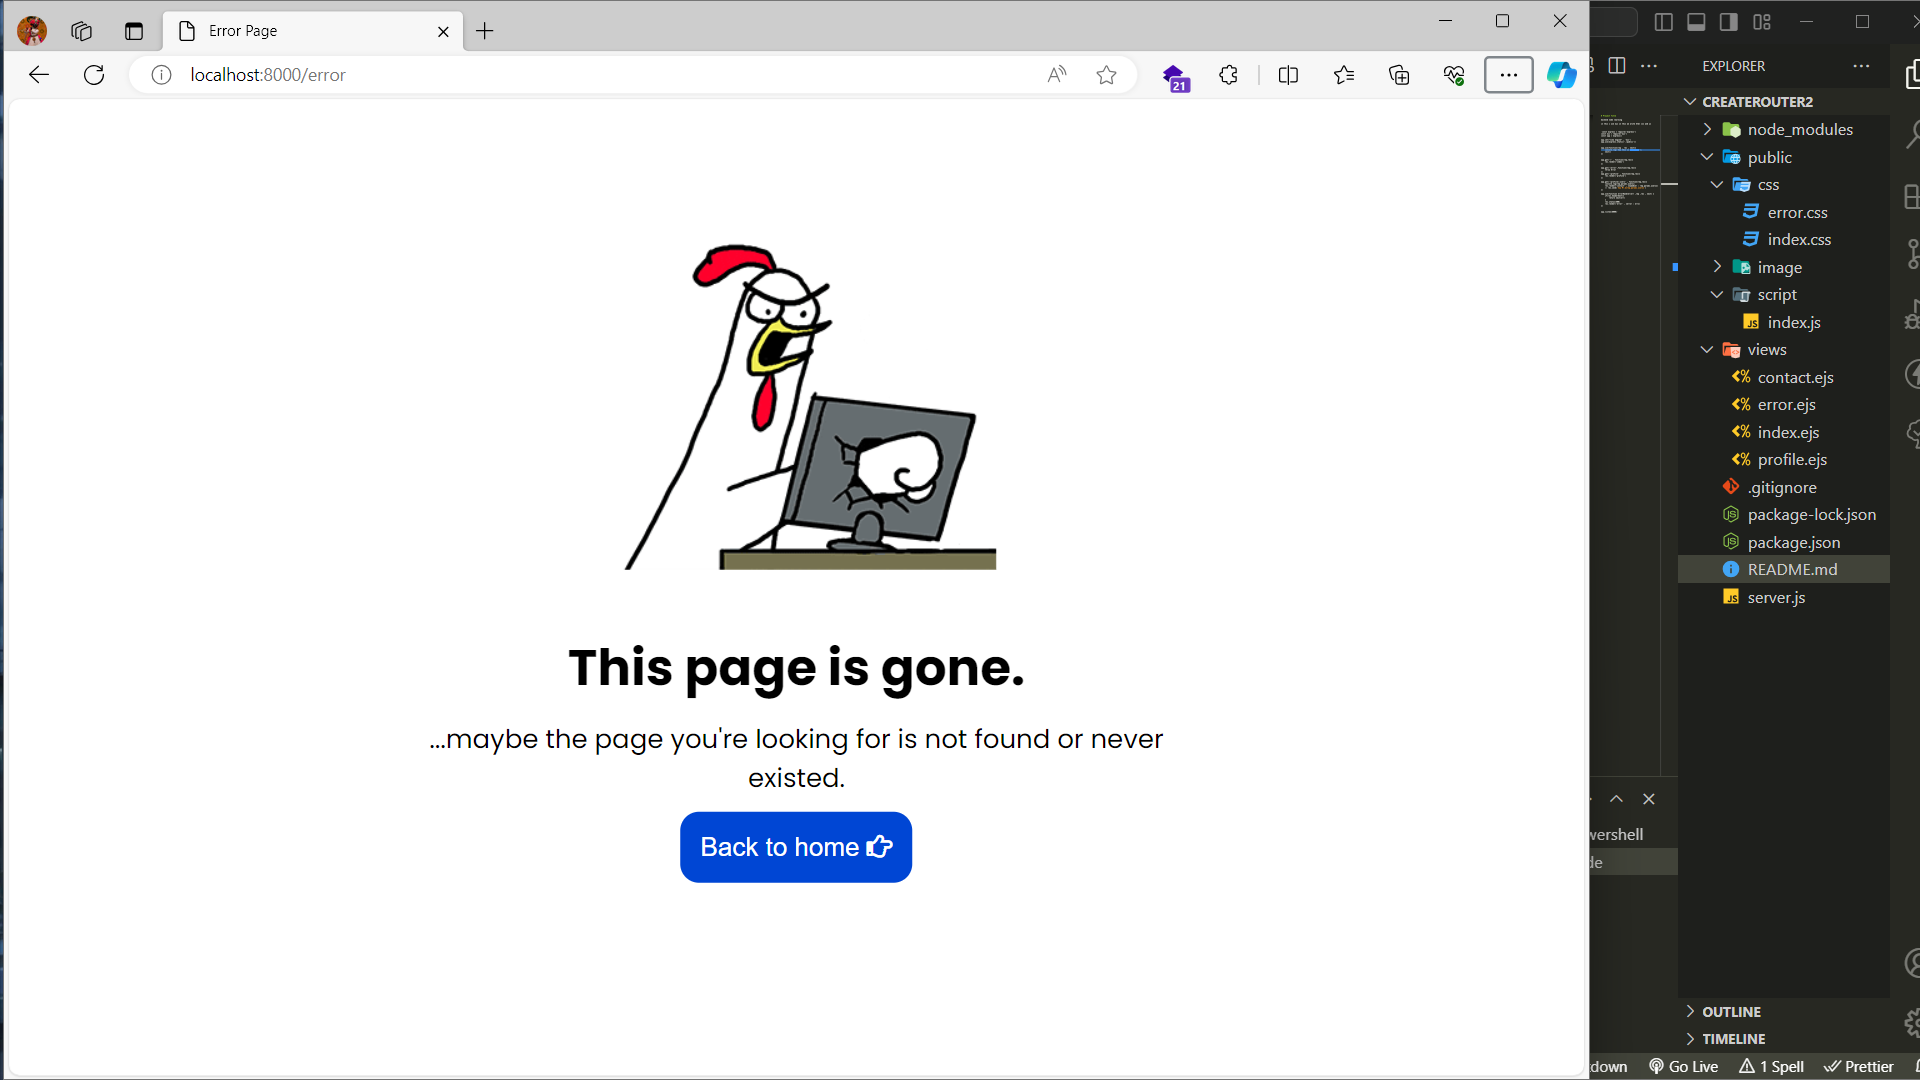 Error Page
localhost:8000/error
21
This page is gone.
...maybe the page you're looking for is not found or never
existed.
Back to home
EXPLORER
CREATEROUTER2
node_modules
public
css
error.css
index.css
image
script
index.js
views
contact.ejs
error.ejs
index.ejs
profile.ejs
.gitignore
package-lock.json
package.json
README.md
server.js
wershell
de
OUTLINE
TIMELINE
down Go Live 1 Spell Prettier